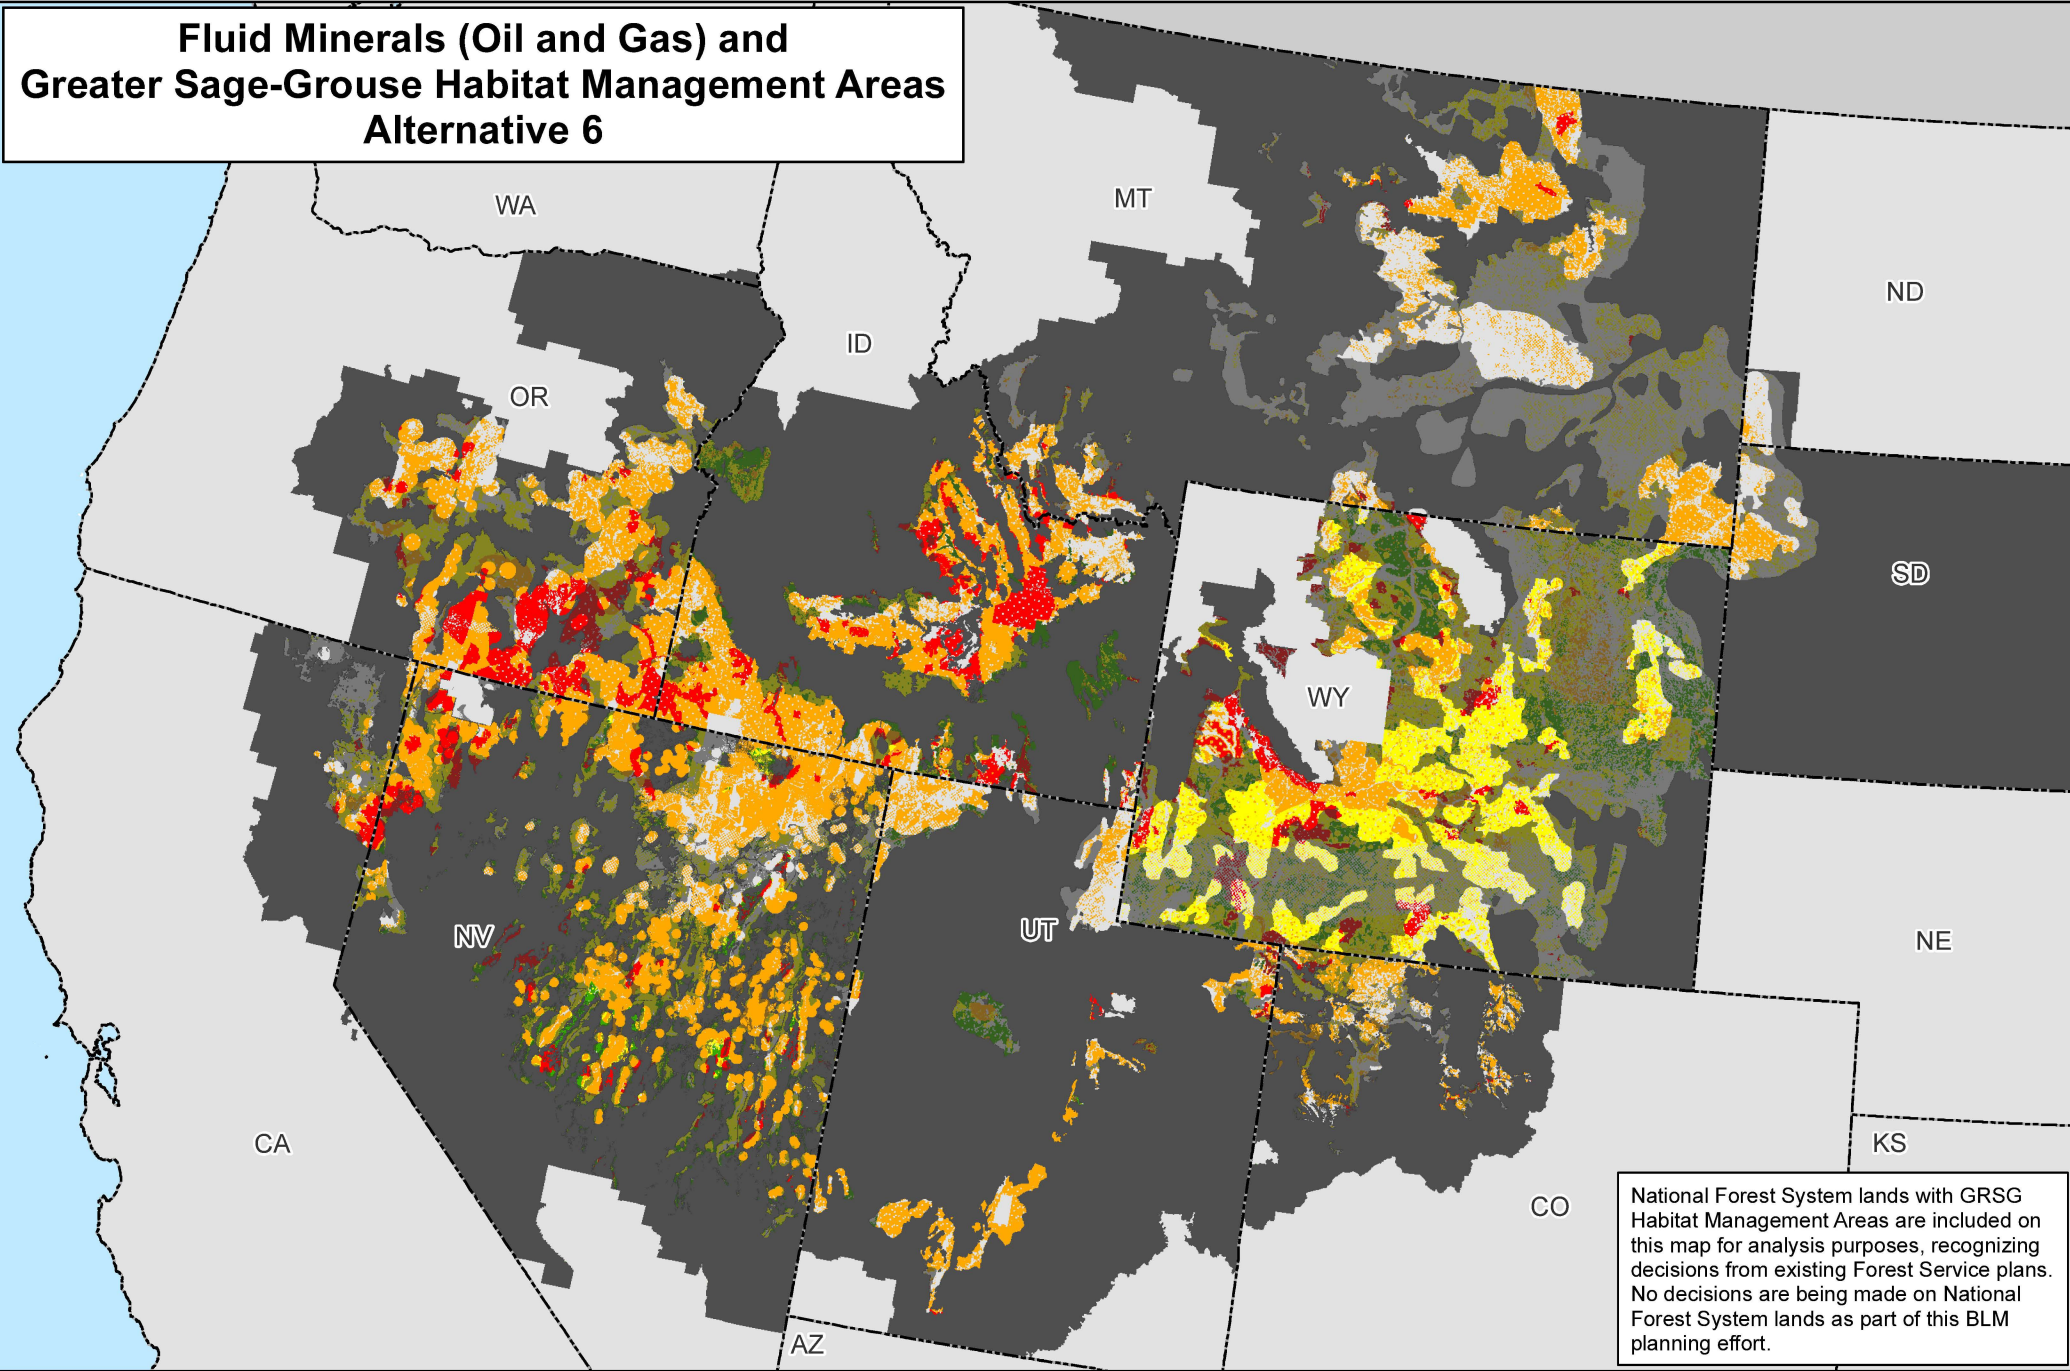 Fluid Minerals (Oil and Gas) and
Greater Sage-Grouse Habitat Management Areas
Alternative 6
WA
MT
ND
ID
OR
SD
WY
NV
UT
NE
CA
KS
CO
AZ
National Forest System lands with GRSG
Habitat Management Areas are included on
this map for analysis purposes, recognizing
decisions from existing Forest Service plans.
No decisions are being made on National
Forest System lands as part of this BLM
planning effort.